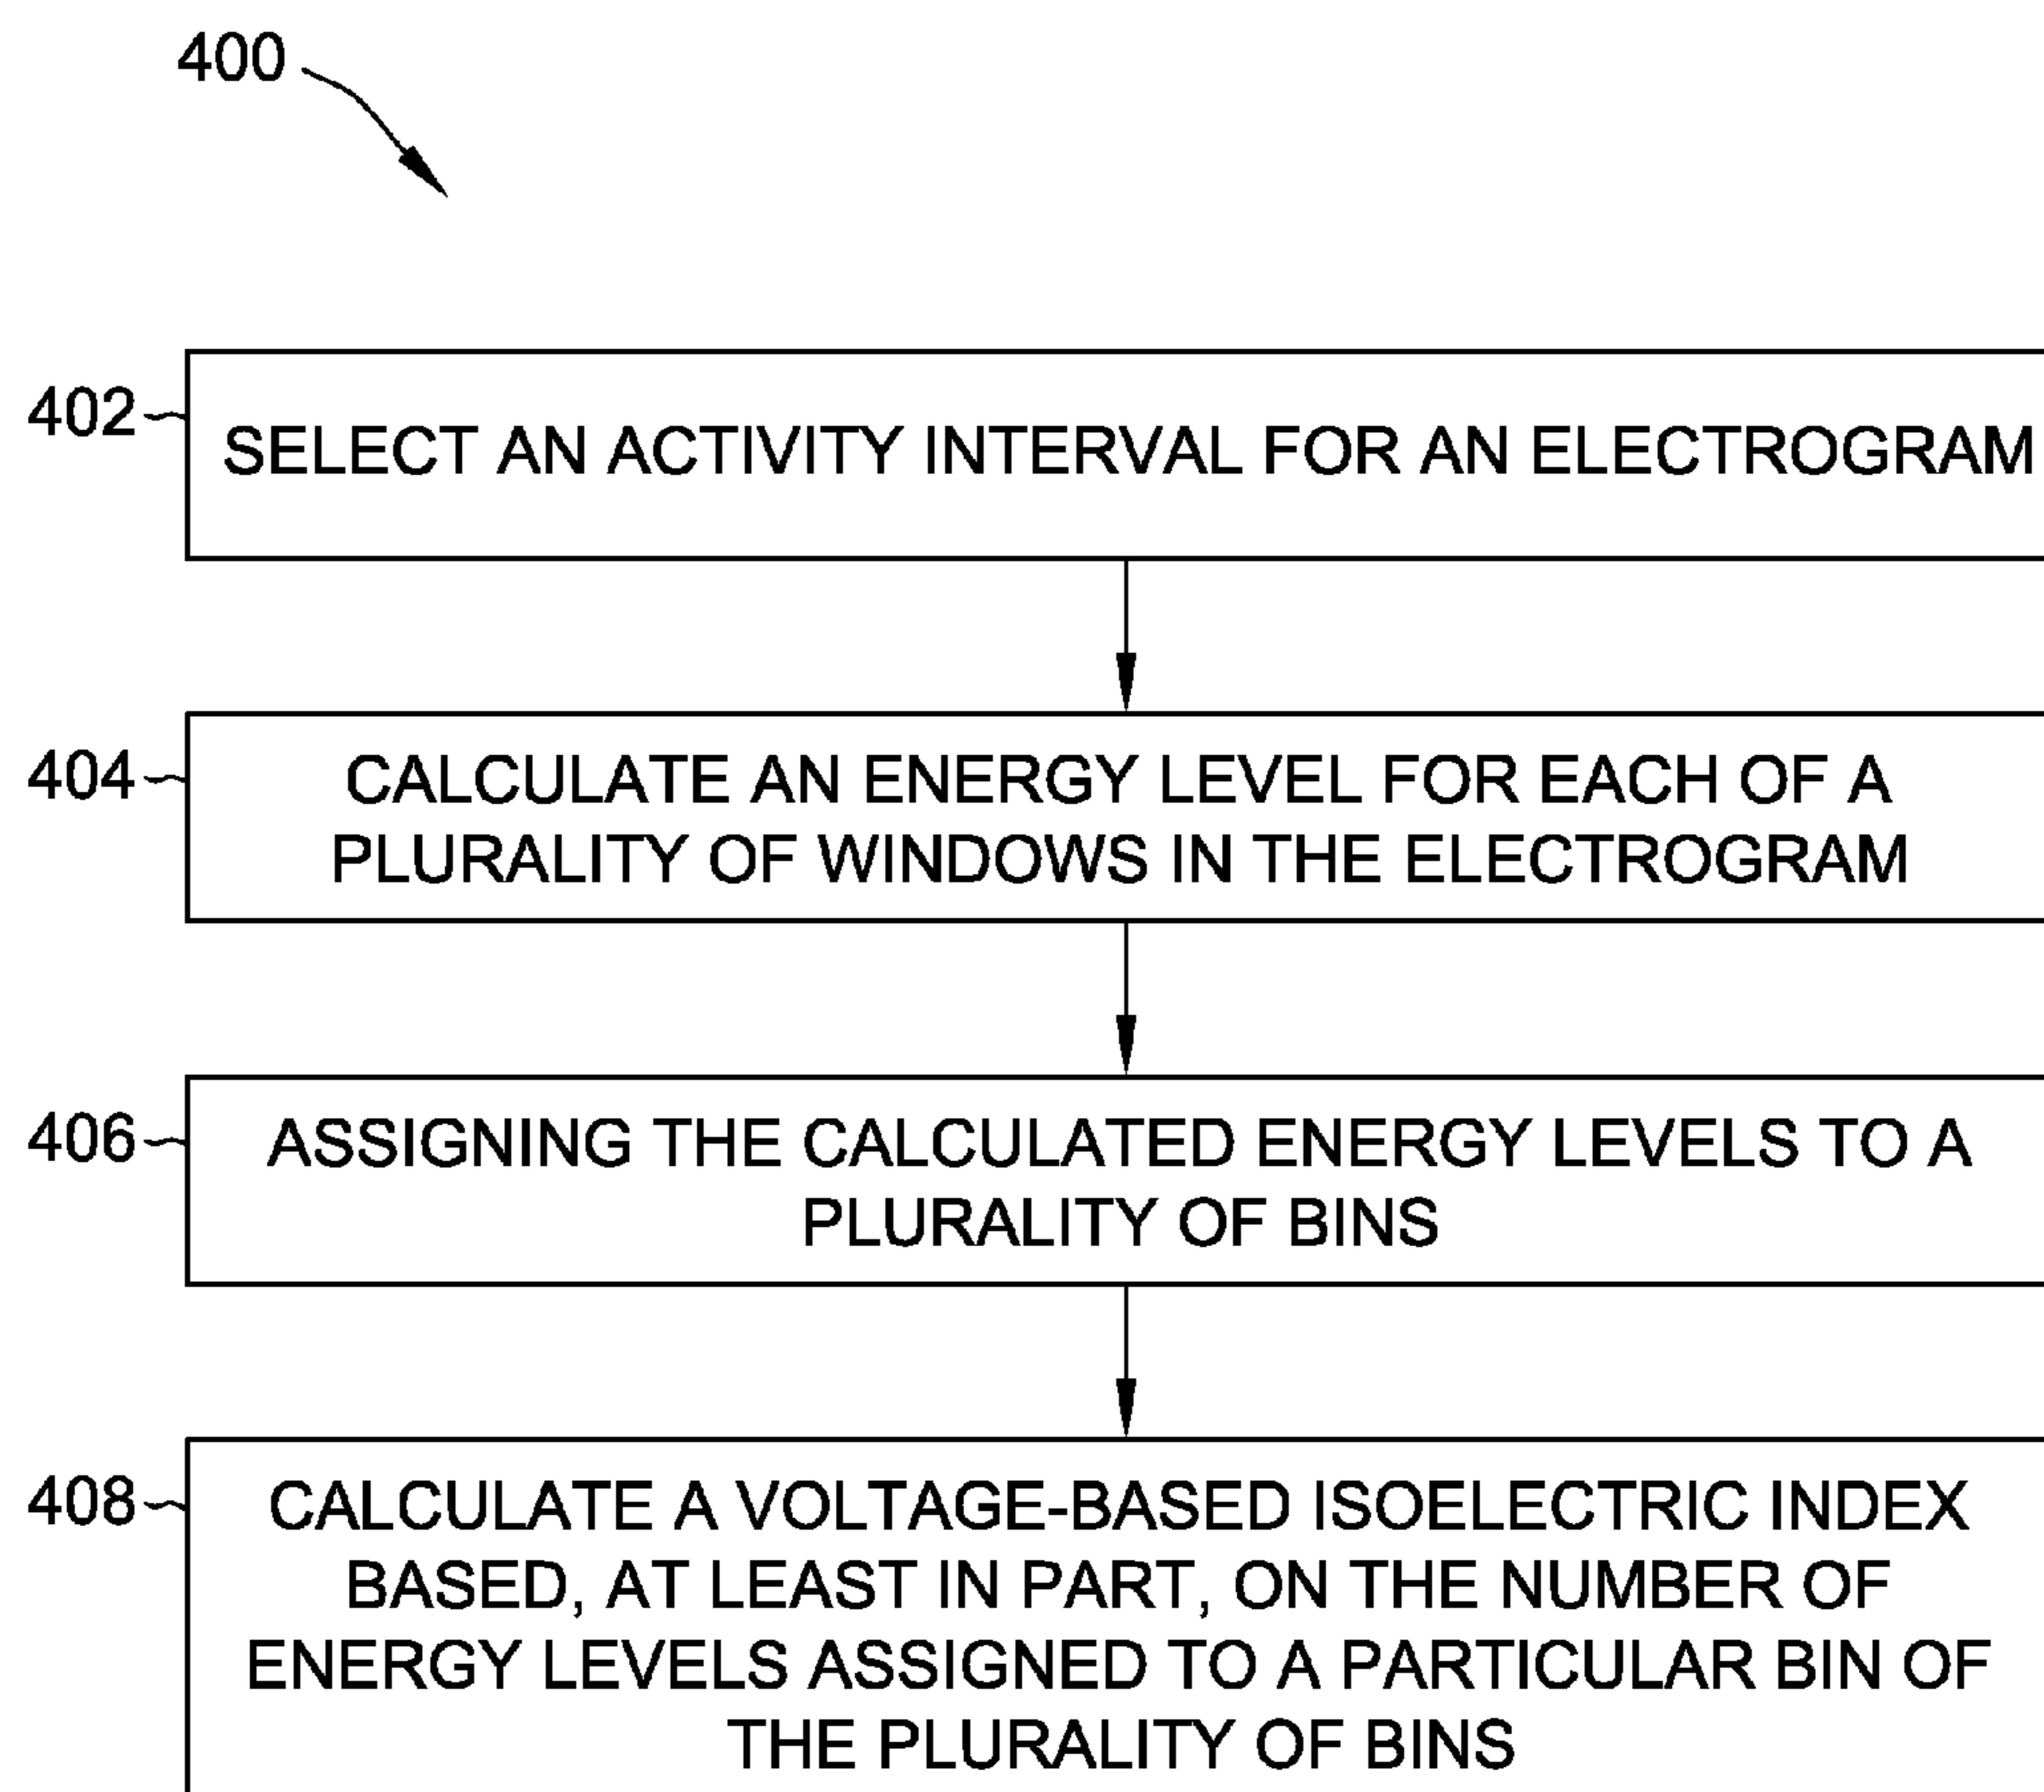 400
402
SELECT AN ACTIVITY INTERVAL FOR AN ELECTROGRAM
404
CALCULATE AN ENERGY LEVEL FOR EACH OF A
PLURALITY OF WINDOWS IN THE ELECTROGRAM
406
ASSIGNING THE CALCULATED ENERGY LEVELS TO A
PLURALITY OF BINS
408
CALCULATE A VOLTAGE-BASED ISOELECTRIC INDEX
BASED, AT LEAST IN PART, ON THE NUMBER OF
ENERGY LEVELS ASSIGNED TO A PARTICULAR BIN OF
THE PLURALITY OF BINS